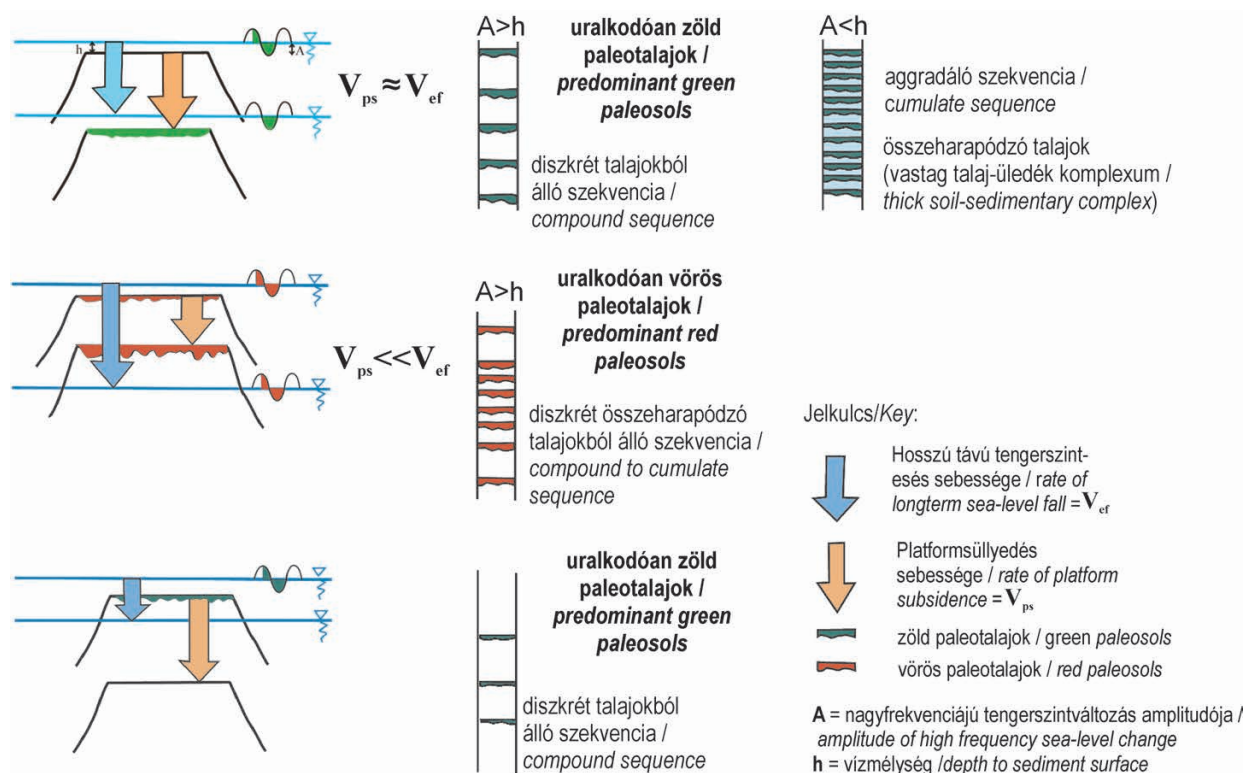 h
A
V_ps ≈ V_ef
A>h
uralkodóan zöld
paleotalajok /
predominant green
paleosols
diszkrét talajokból
álló szekvencia /
compound sequence
A<h
aggradáló szekvencia /
cumulate sequence
összeharapódzó talajok
(vastag talaj-üledék komplexum /
thick soil-sedimentary complex)
V_ps<<V_ef
A>h
uralkodóan vörös
paleotalajok /
predominant red
paleosols
diszkrét összeharapódzó
talajokból álló szekvencia /
compound to cumulate
sequence
uralkodóan zöld
paleotalajok /
predominant green
paleosols
diszkrét talajokból
álló szekvencia /
compound sequence
Jelkulcs/Key:
Hosszú távú tengerszint-
esés sebessége / rate of
longterm sea-level fall =V_ef
Platformsüllyedés
sebessége / rate of platform
subsidence =V_ps
zöld paleotalajok / green paleosols
vörös paleotalajok / red paleosols
A = nagyfrekvenciájú tengerszintváltozás amplitudója /
amplitude of high frequency sea-level change
h = vízmélység /depth to sediment surface